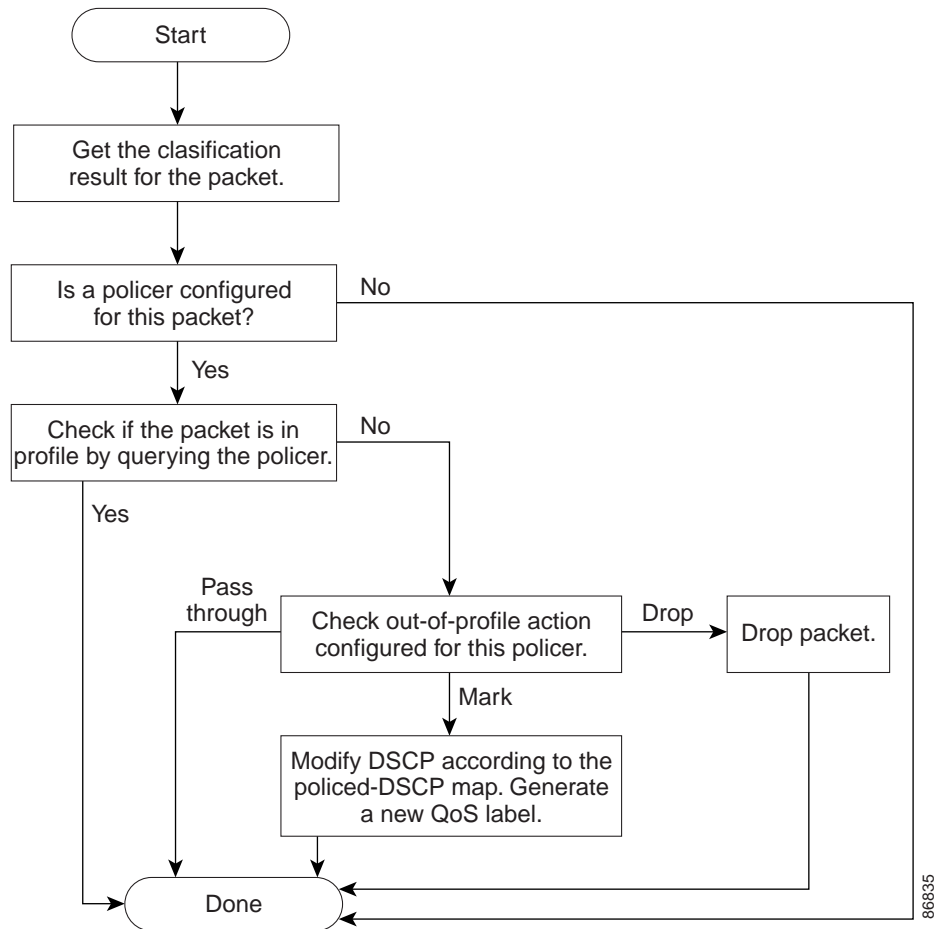 Start
Get the clasification
result for the packet.
Is a policer configured
for this packet?
No
Yes
Check if the packet is in
profile by querying the policer.
No
Yes
Pass
through
Check out-of-profile action
configured for this policer.
Drop
Drop packet.
Mark
Modify DSCP according to the
policed-DSCP map. Generate
a new QoS label.
Done
86835